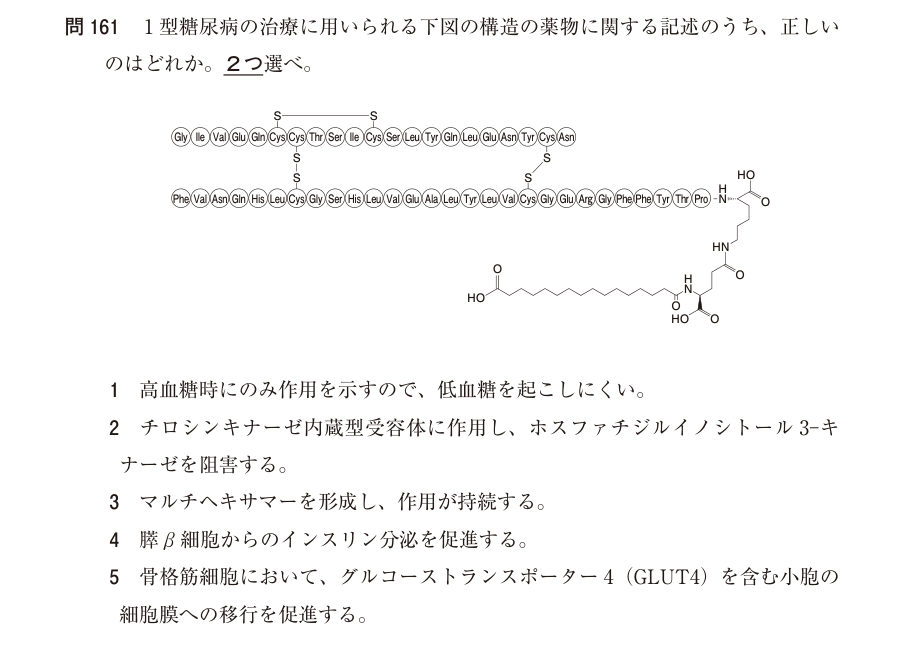 問 161　1 型糖尿病の治療に用いられる下図の構造の薬物に関する記述のうち、正しい
のはどれか。２つ選べ。
S S
Gly Ile Val Glu Gln Cys Cys Thr Ser Ile Cys Ser Leu Tyr Gln Leu Glu Asn Tyr Cys Asn
S S
S S
Phe Val Asn Gln His Leu Cys Gly Ser His Leu Val Glu Ala Leu Tyr Leu Val Cys Gly Glu Arg Gly Phe Phe Tyr Thr Pro N H HO O
HN O
O HO O H N
HO O
1　高血糖時にのみ作用を示すので、低血糖を起こしにくい。
2　チロシンキナーゼ内蔵型受容体に作用し、ホスファチジルイノシトール 3-キ
ナーゼを阻害する。
3　マルチヘキサマーを形成し、作用が持続する。
4　膵β細胞からのインスリン分泌を促進する。
5　骨格筋細胞において、グルコーストランスポーター 4（GLUT4）を含む小胞の
細胞膜への移行を促進する。